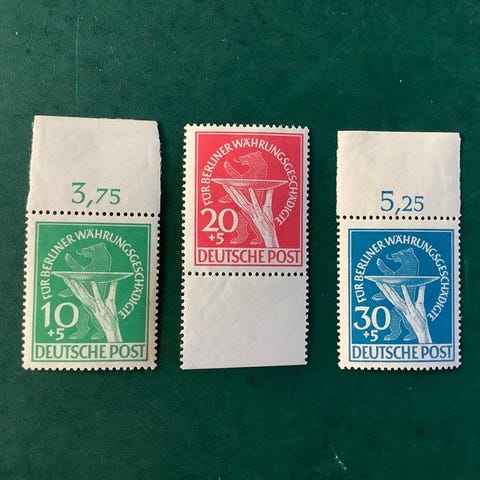 3,75
FÜR BERLINER WÄHRUNGSGESCHÄDIGTE
10
+5
DEUTSCHE POST
FÜR BERLINER WÄHRUNGSGESCHÄDIGTE
20
+5
DEUTSCHE POST
5,25
FÜR BERLINER WÄHRUNGSGESCHÄDIGTE
30
+5
DEUTSCHE POST